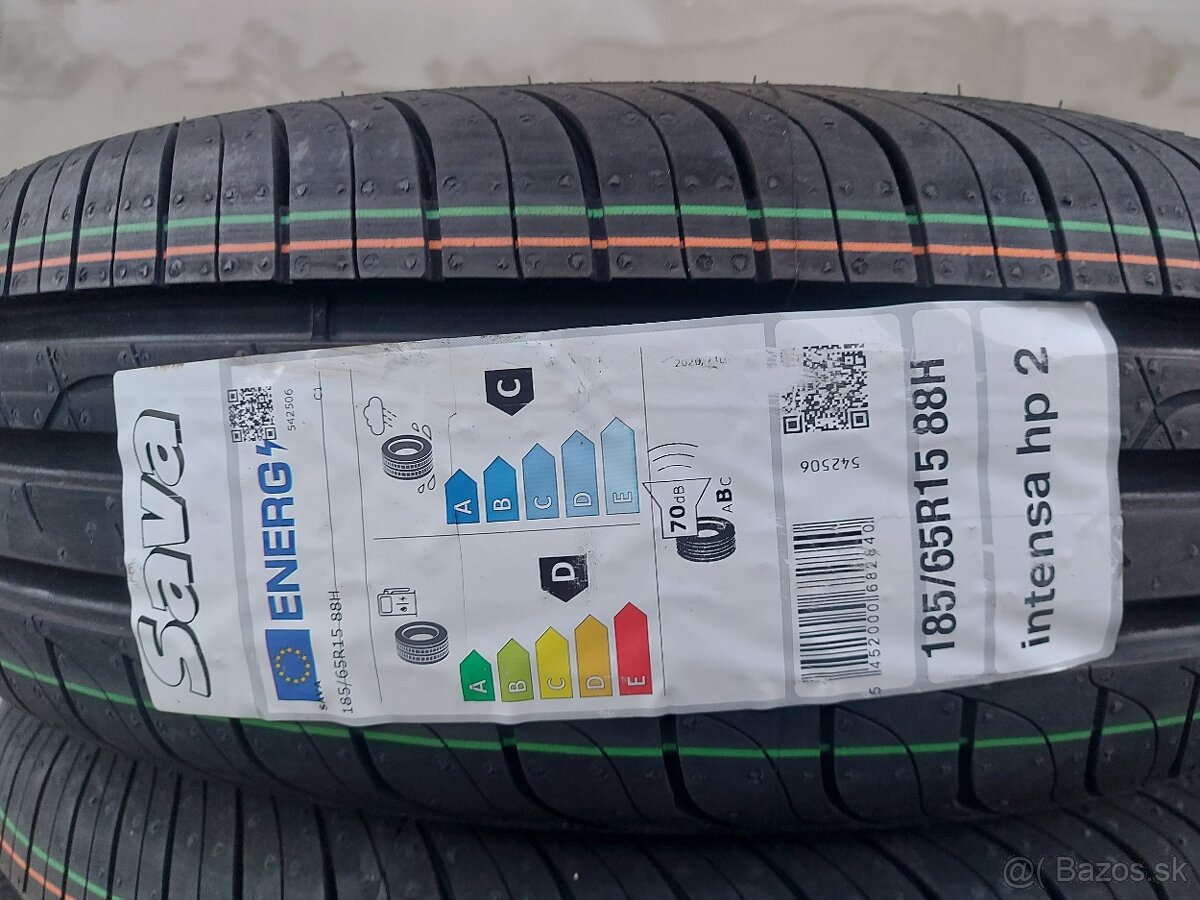 Sava
ENERG
542506
C1
SAVA
185/65R15 88H
C
A
B
C
D
E
D
A
B
C
D
E
70dB
ABC
542506
185/65R15 88H
intensa hp 2
@( Bazos.sk